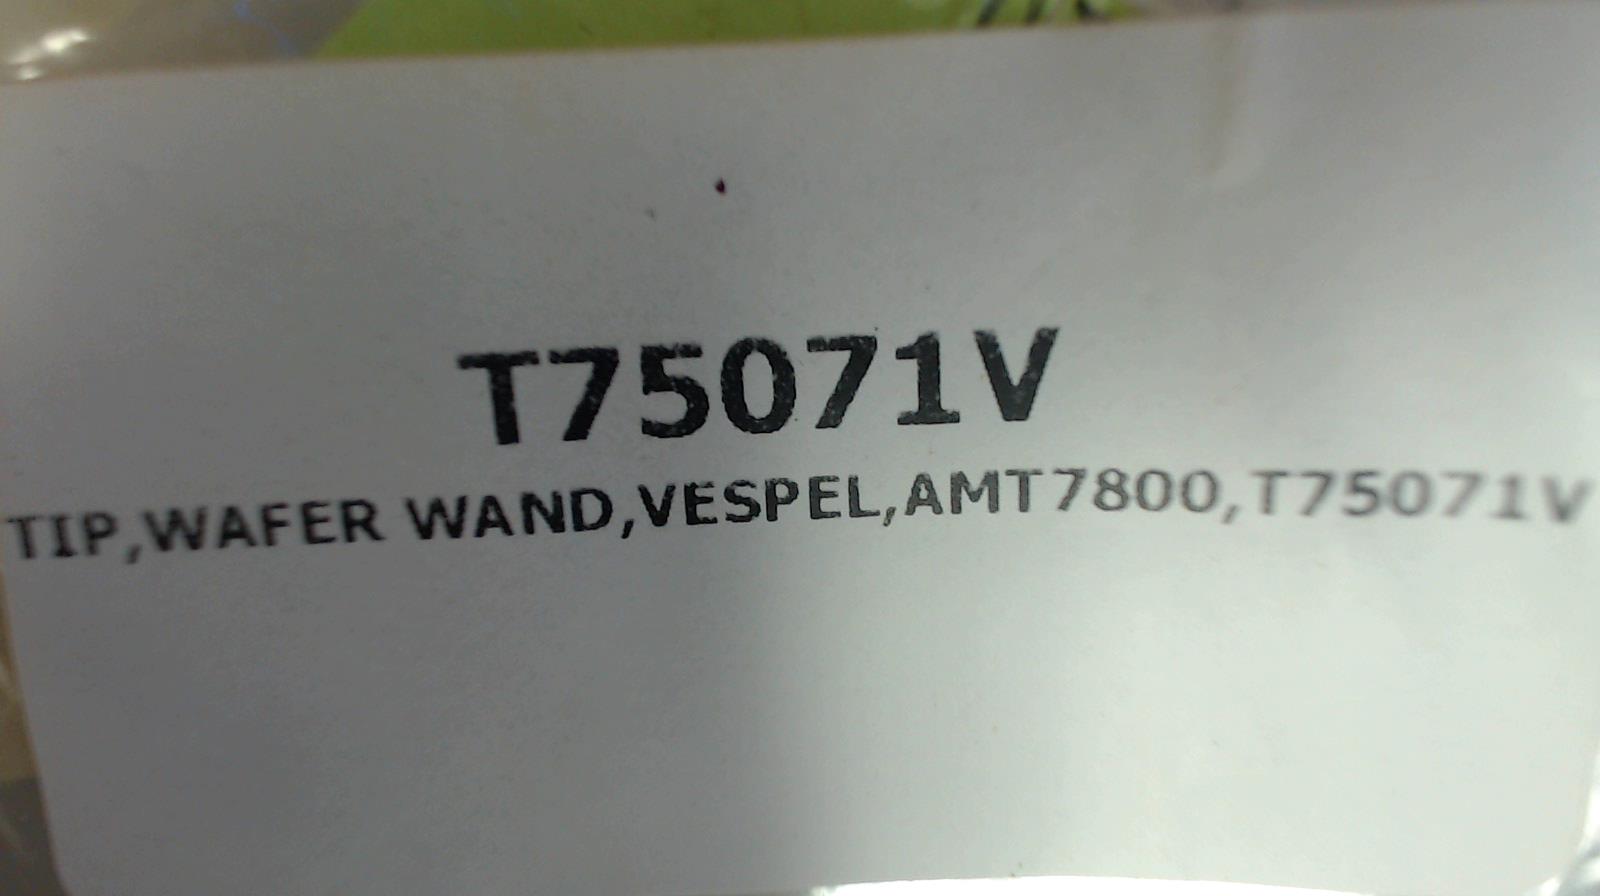 T75071V
TIP,WAFER WAND,VESPEL,AMT7800,T75071V